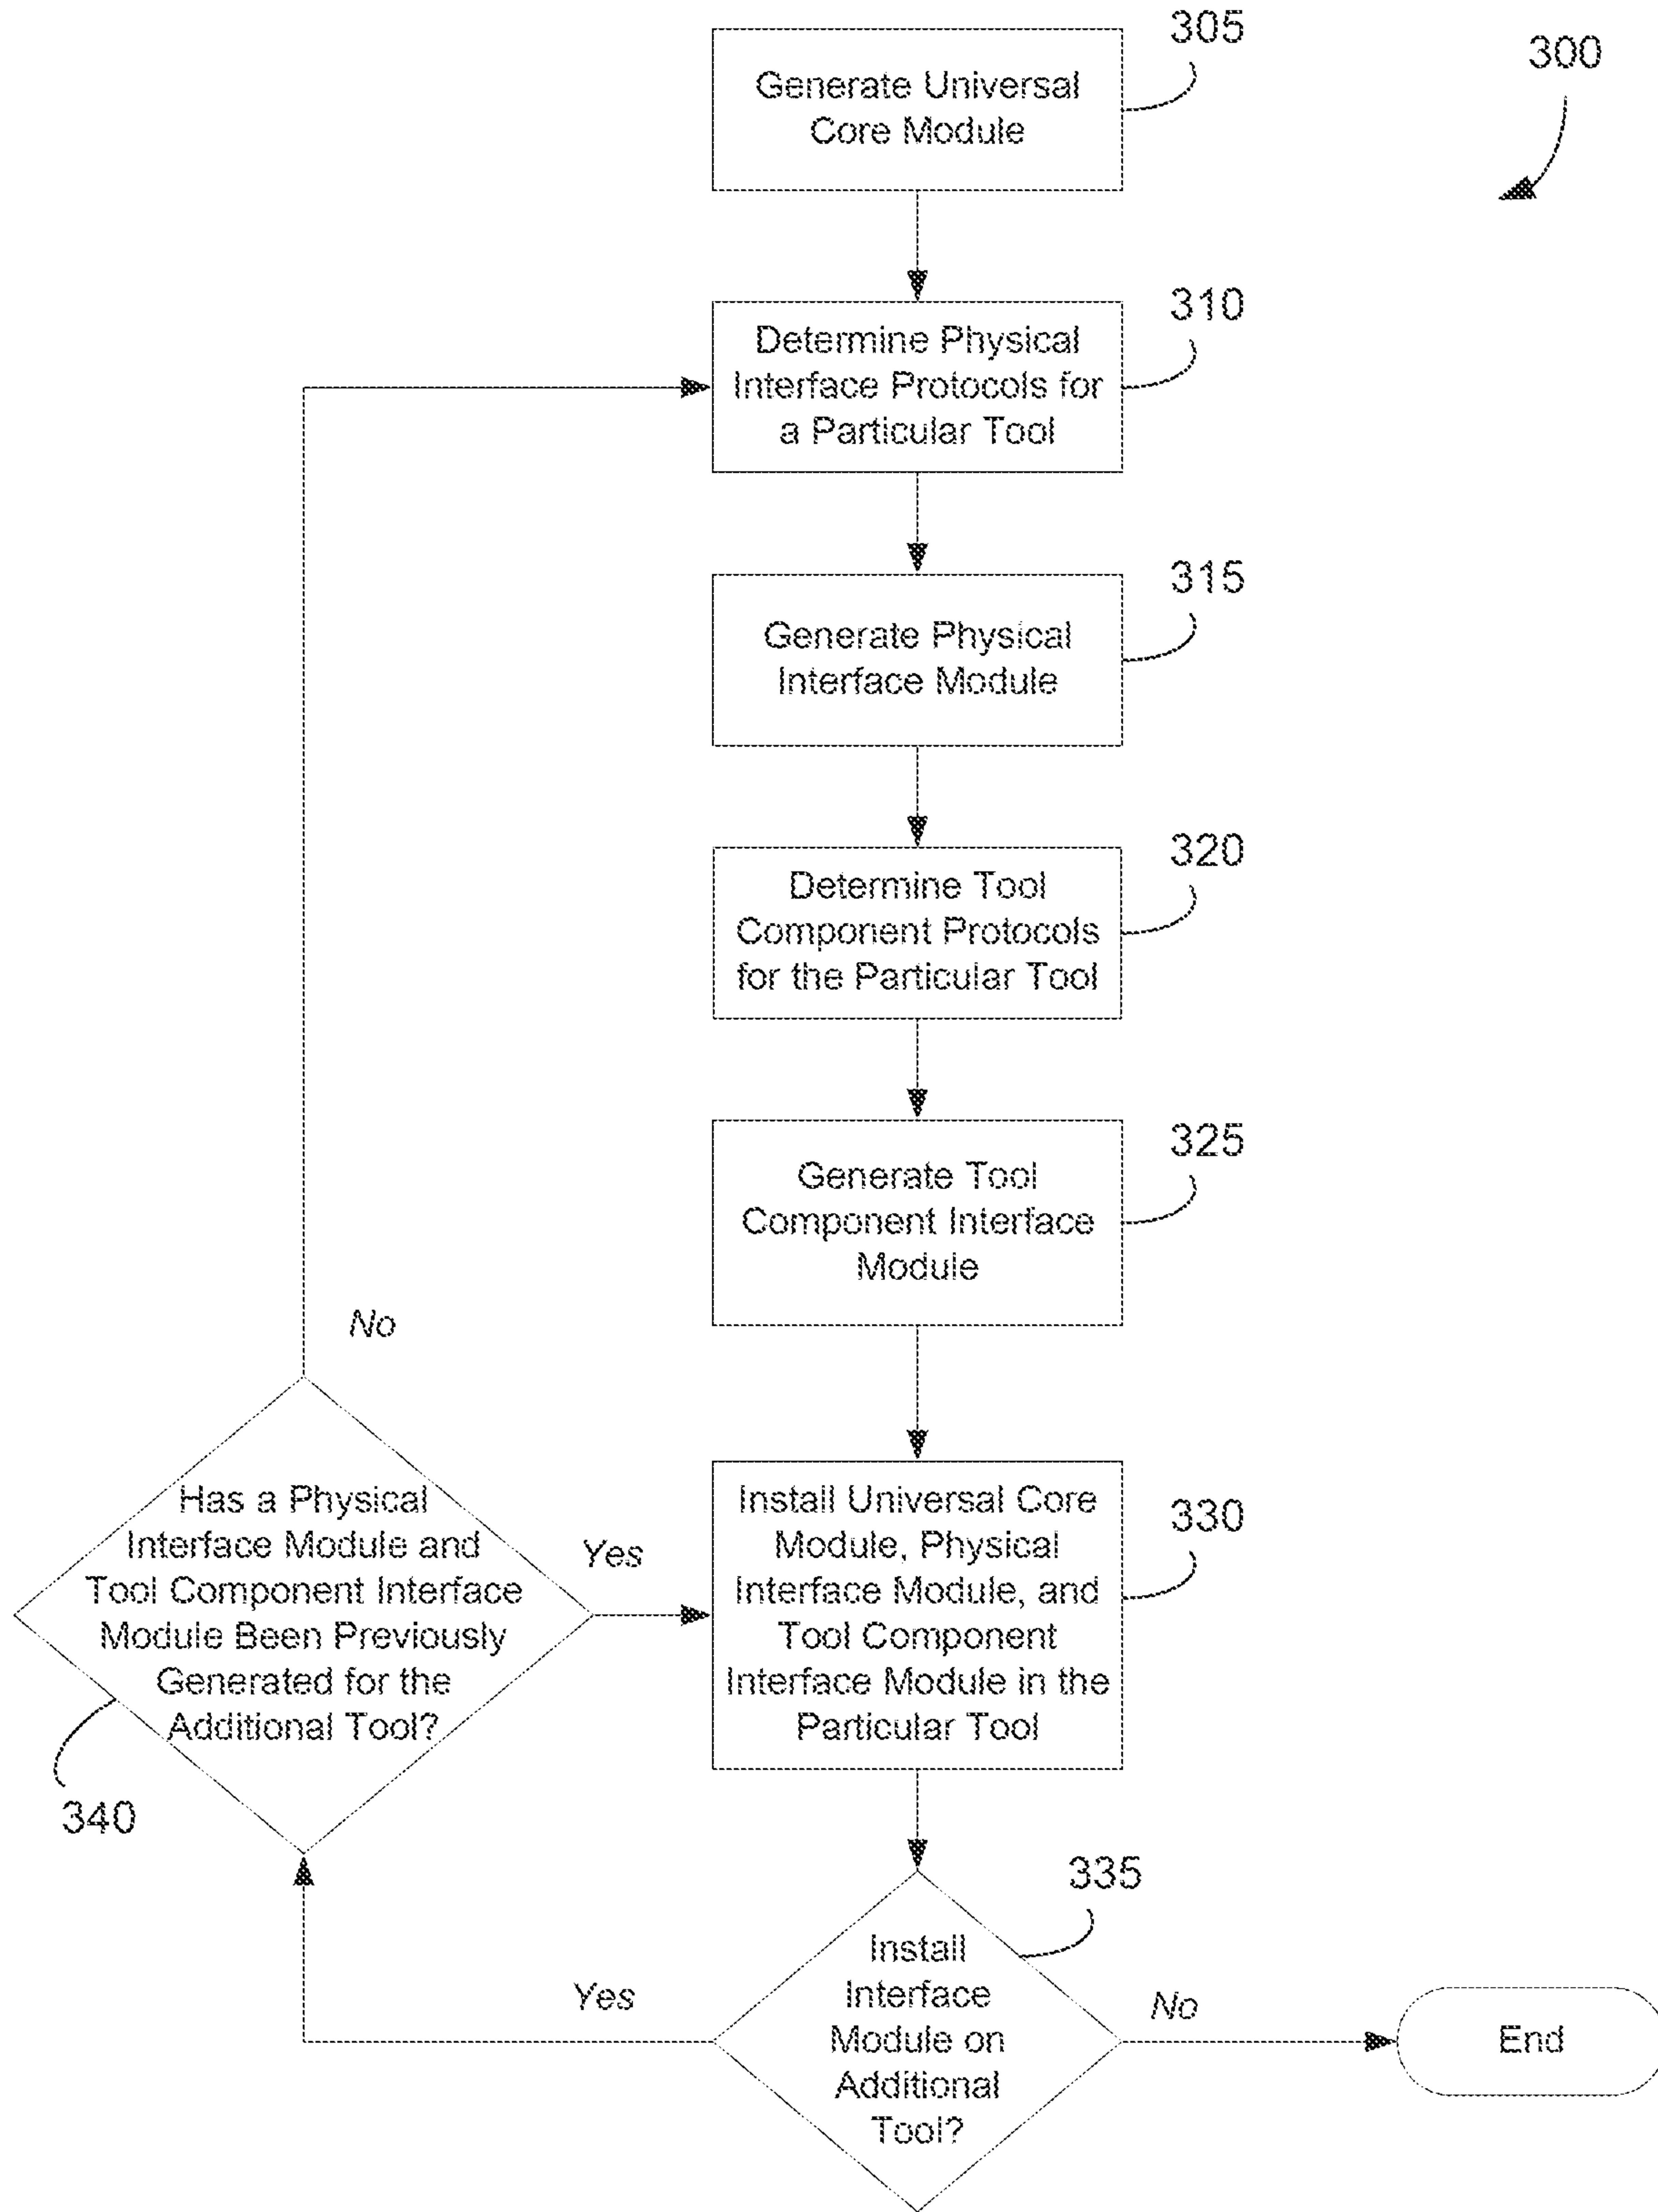 305
300
Generate Universal
Core Module
310
Determine Physical
Interface Protocols for
a Particular Tool
315
Generate Physical
Interface Module
320
Determine Tool
Component Protocols
for the Particular Tool
325
Generate Tool
Component Interface
Module
No
Has a Physical
Interface Module and
Tool Component Interface
Module Been Previously
Generated for the
Additional Tool?
340
Yes
Install Universal Core
Module, Physical
Interface Module, and
Tool Component
Interface Module in the
Particular Tool
330
335
Install
Interface
Module on
Additional
Tool?
Yes
No
End